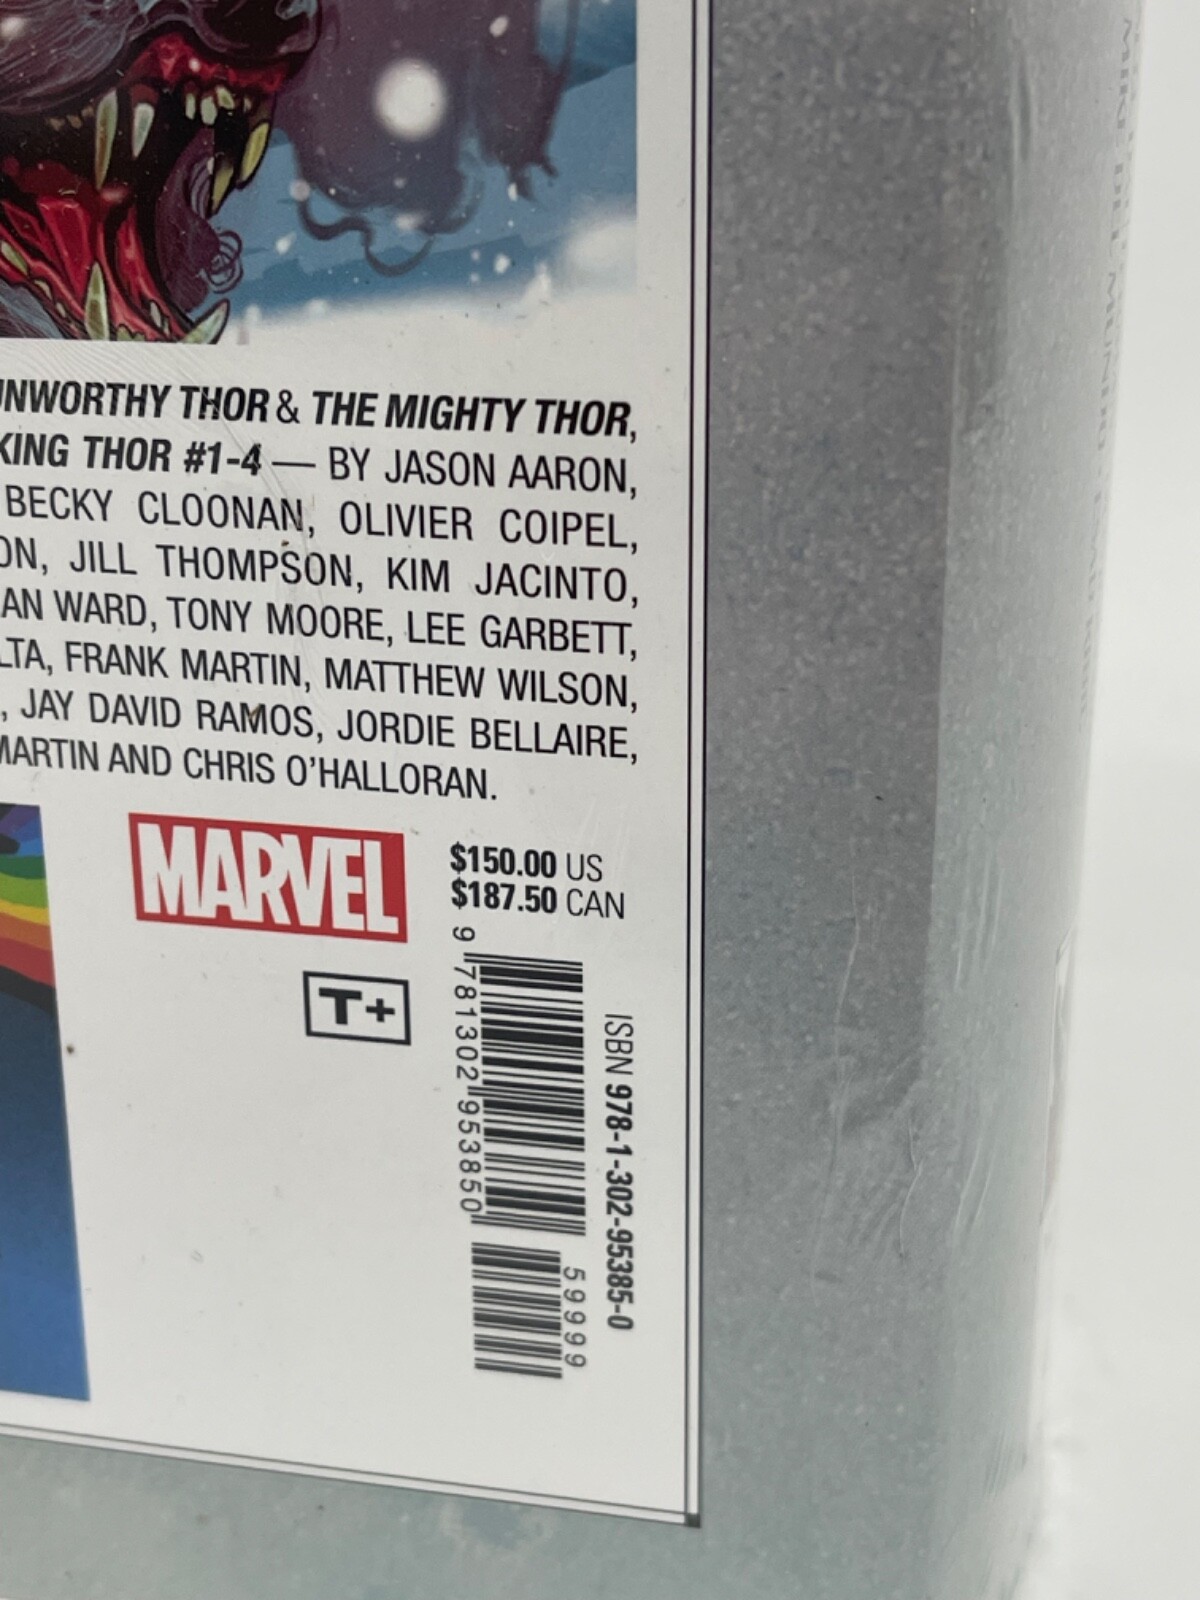 UNWORTHY THOR & THE MIGHTY THOR,
KING THOR #1-4 — BY JASON AARON,
BECKY CLOONAN, OLIVIER COIPEL,
ON, JILL THOMPSON, KIM JACINTO,
AN WARD, TONY MOORE, LEE GARBETT,
LTA, FRANK MARTIN, MATTHEW WILSON,
, JAY DAVID RAMOS, JORDIE BELLAIRE,
MARTIN AND CHRIS O'HALLORAN.
MARVEL
T+
$150.00 US
$187.50 CAN
9 781302 953850
59999
ISBN 978-1-302-95385-0